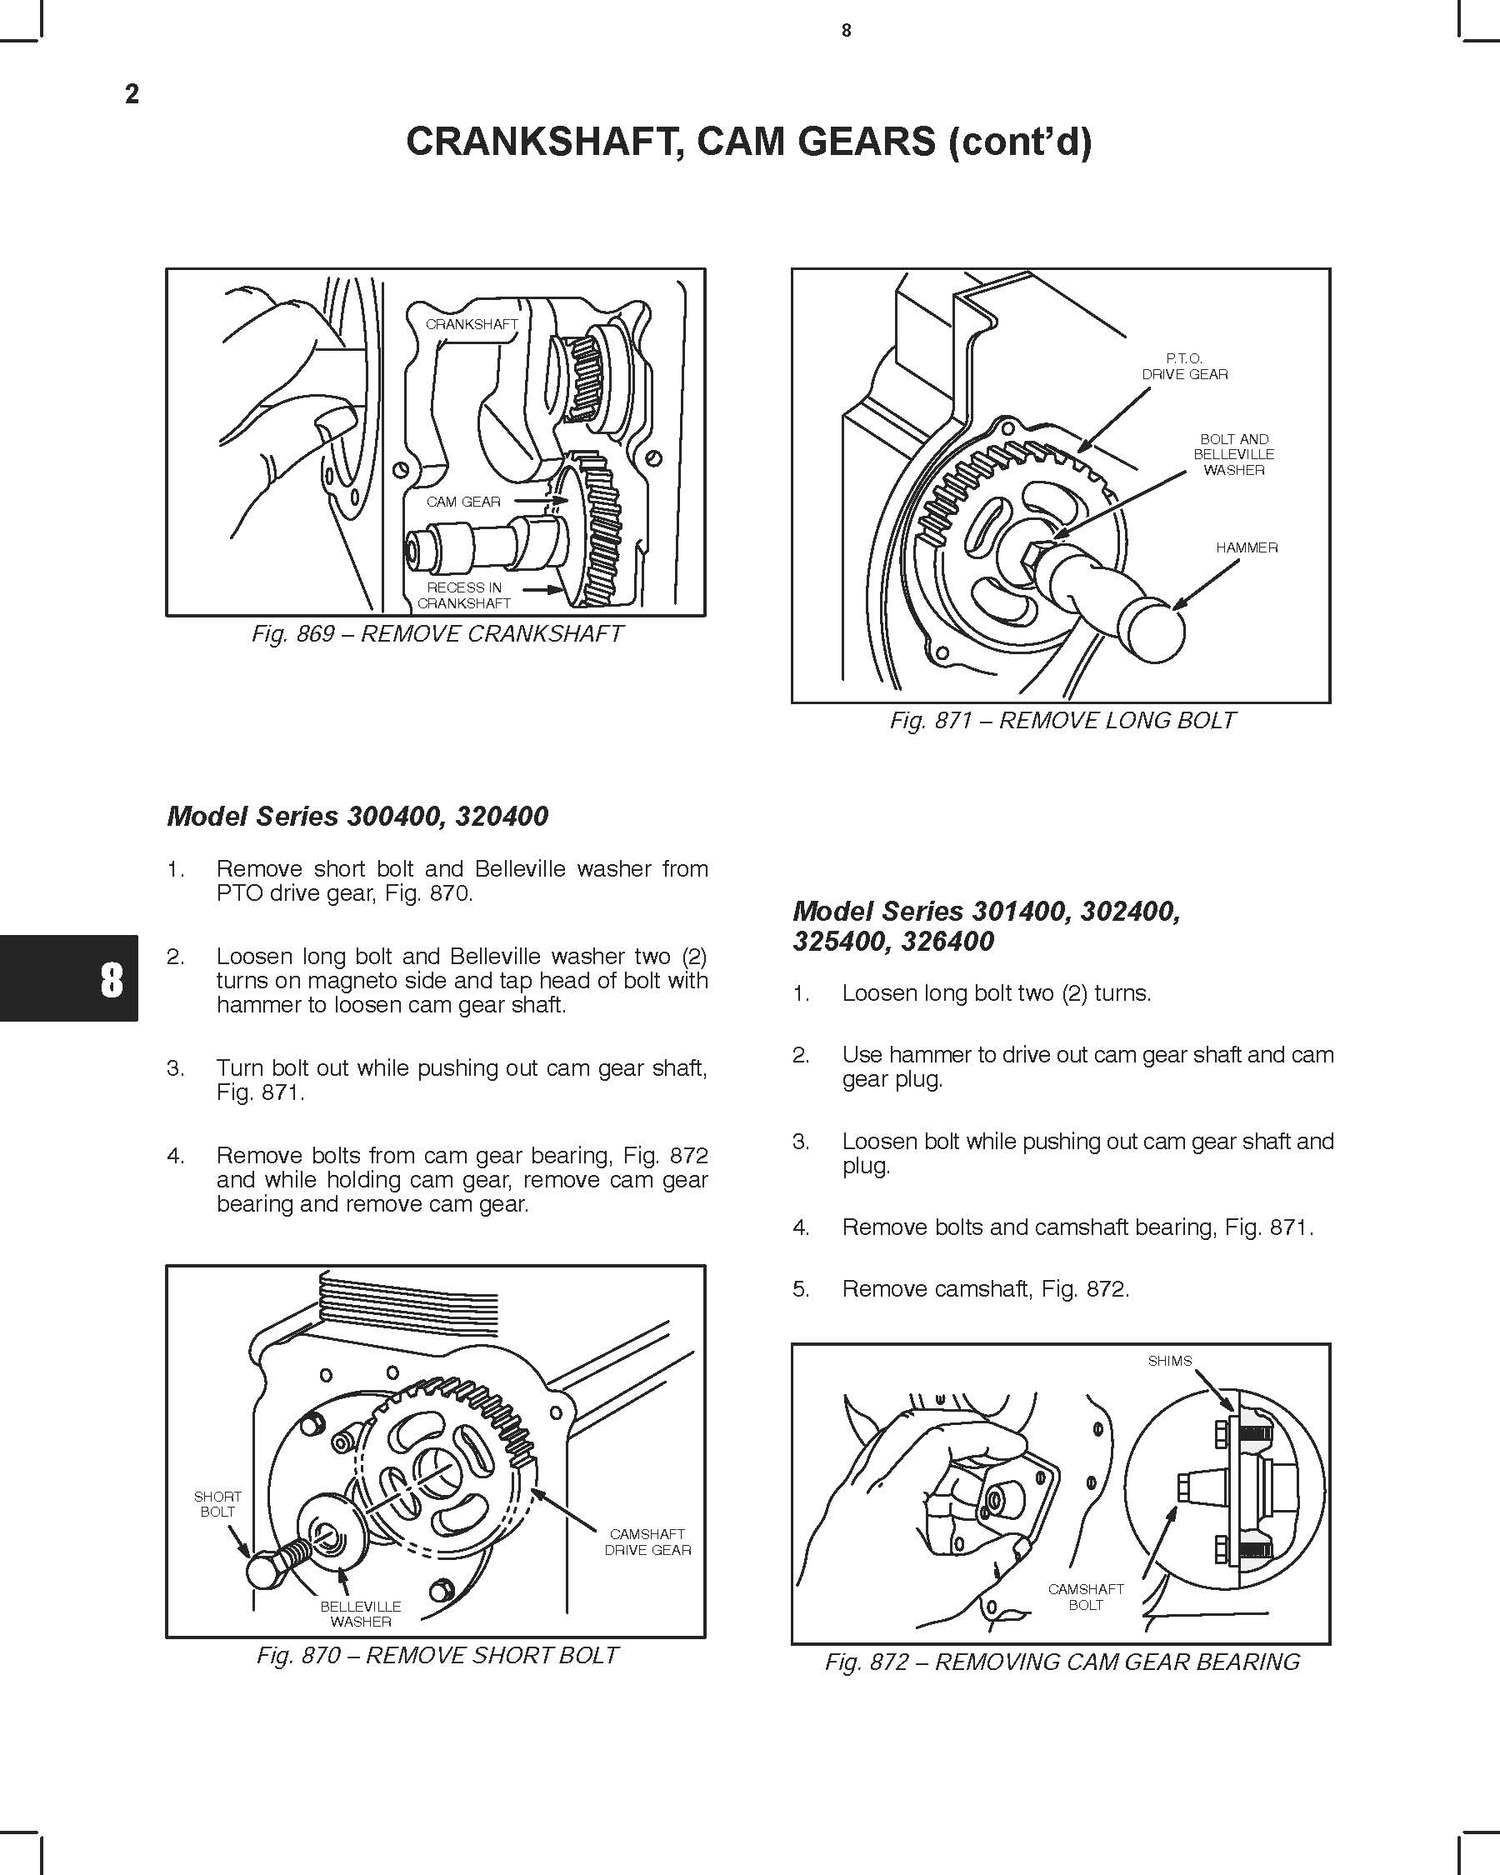 8
2
CRANKSHAFT, CAM GEARS (cont’d)
CRANKSHAFT
CAM GEAR
RECESS IN
CRANKSHAFT
Fig. 869 – REMOVE CRANKSHAFT
Model Series 300400, 320400
1. Remove short bolt and Belleville washer from
PTO drive gear, Fig. 870.
2. Loosen long bolt and Belleville washer two (2)
turns on magneto side and tap head of bolt with
hammer to loosen cam gear shaft.
3. Turn bolt out while pushing out cam gear shaft,
Fig. 871.
4. Remove bolts from cam gear bearing, Fig. 872
and while holding cam gear, remove cam gear
bearing and remove cam gear.
8
SHORT
BOLT
BELLEVILLE
WASHER
CAMSHAFT
DRIVE GEAR
Fig. 870 – REMOVE SHORT BOLT
P.T.O.
DRIVE GEAR
BOLT AND
BELLEVILLE
WASHER
HAMMER
Fig. 871 – REMOVE LONG BOLT
Model Series 301400, 302400,
325400, 326400
1. Loosen long bolt two (2) turns.
2. Use hammer to drive out cam gear shaft and cam
gear plug.
3. Loosen bolt while pushing out cam gear shaft and
plug.
4. Remove bolts and camshaft bearing, Fig. 871.
5. Remove camshaft, Fig. 872.
SHIMS
CAMSHAFT
BOLT
Fig. 872 – REMOVING CAM GEAR BEARING